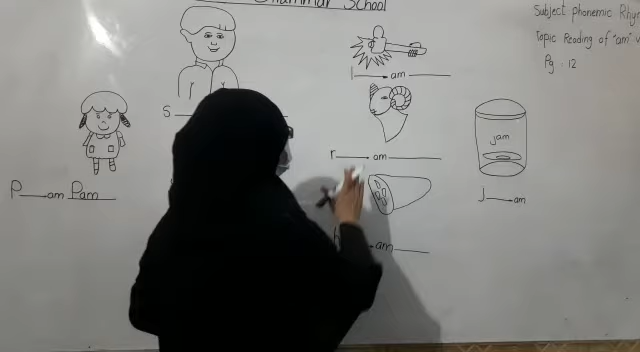 Grammar School
Subject phonemic Rhy
Topic Reading of "am"
Pg. 12
l am
s
r am
jam
P am Pam
J am
am